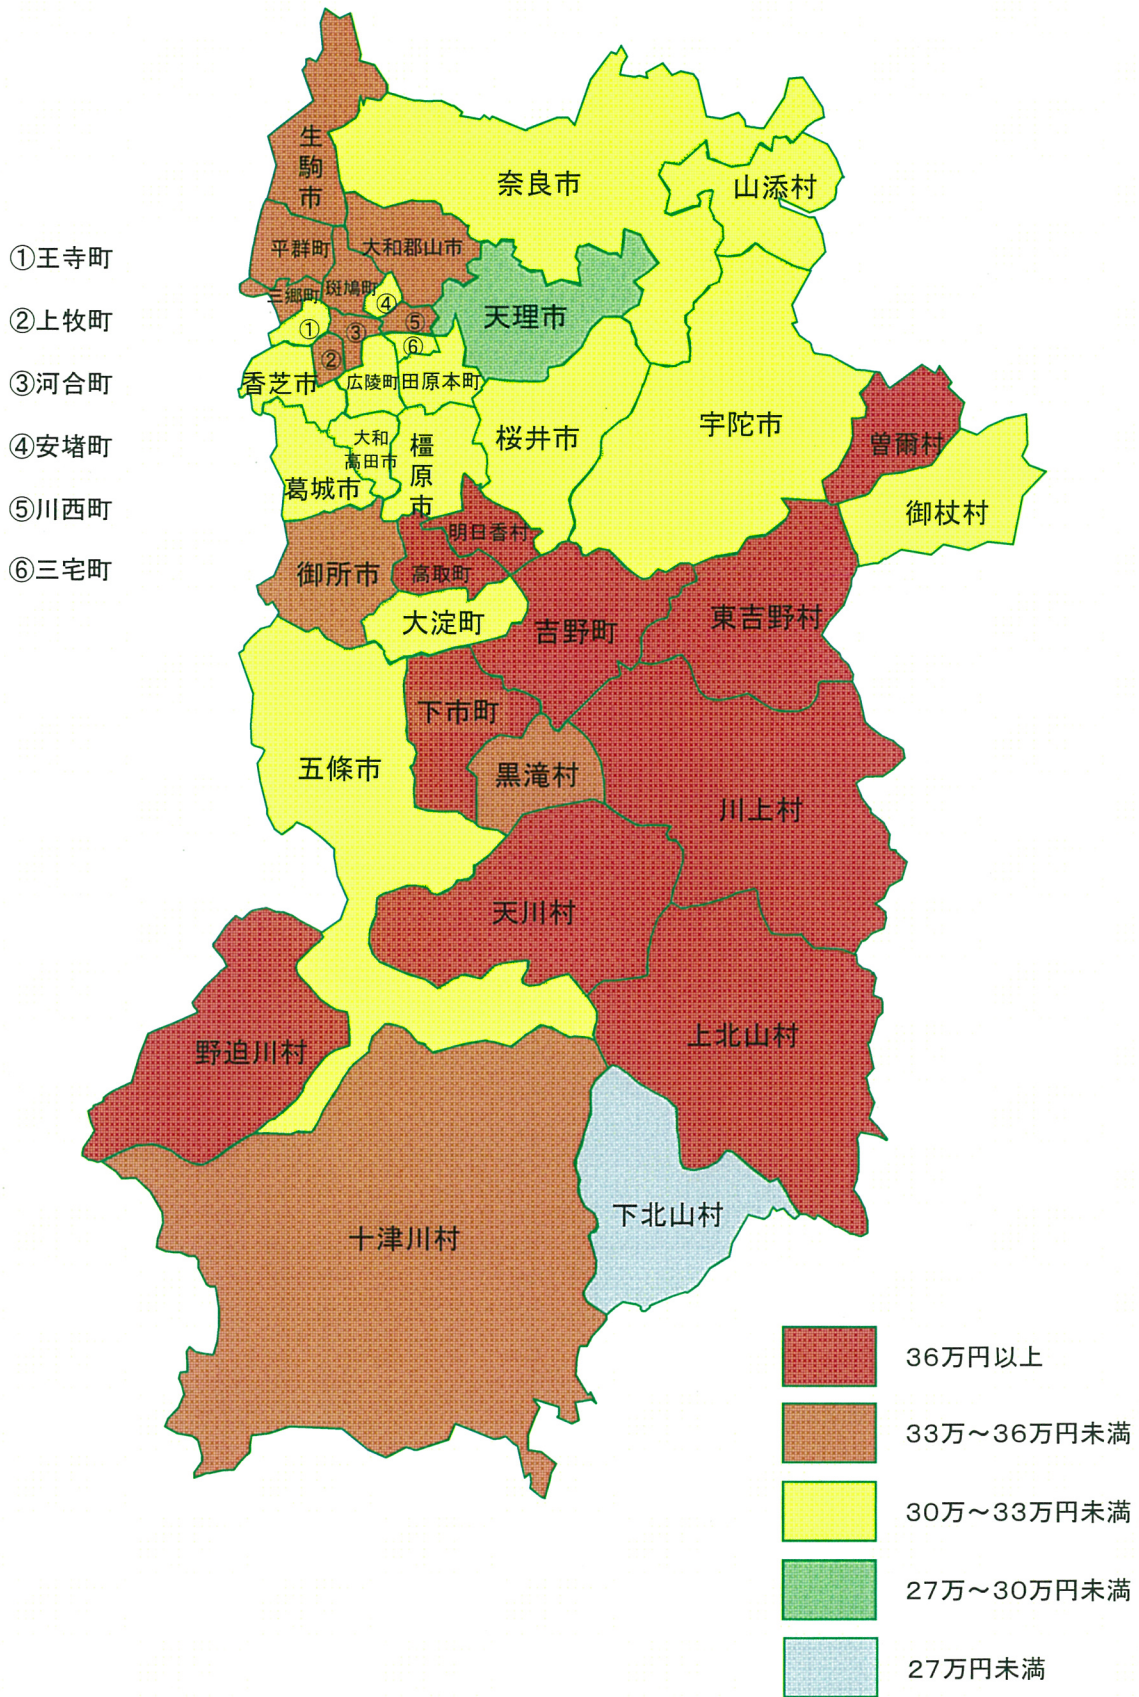 生駒市
奈良市
山添村
平群町
大和郡山市
①王寺町
三郷町
斑鳩町
④
天理市
②上牧町
①
③
⑤
⑥
②
③河合町
香芝市
広陵町
田原本町
桜井市
宇陀市
曽爾村
④安堵町
大和
高田市
橿原市
葛城市
御杖村
⑤川西町
明日香村
⑥三宅町
御所市
高取町
大淀町
吉野町
東吉野村
下市町
五條市
黒滝村
川上村
天川村
上北山村
野迫川村
下北山村
十津川村
36万円以上
33万～36万円未満
30万～33万円未満
27万～30万円未満
27万円未満